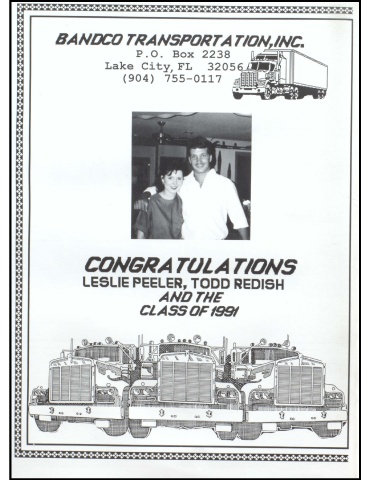 BANDCO TRANSPORTATION, INC.
P.O. Box 2238
Lake City, FL 32056
(904) 755-0117
CONGRATULATIONS
LESLIE PEELER, TODD REDISH
AND THE
CLASS OF 1991